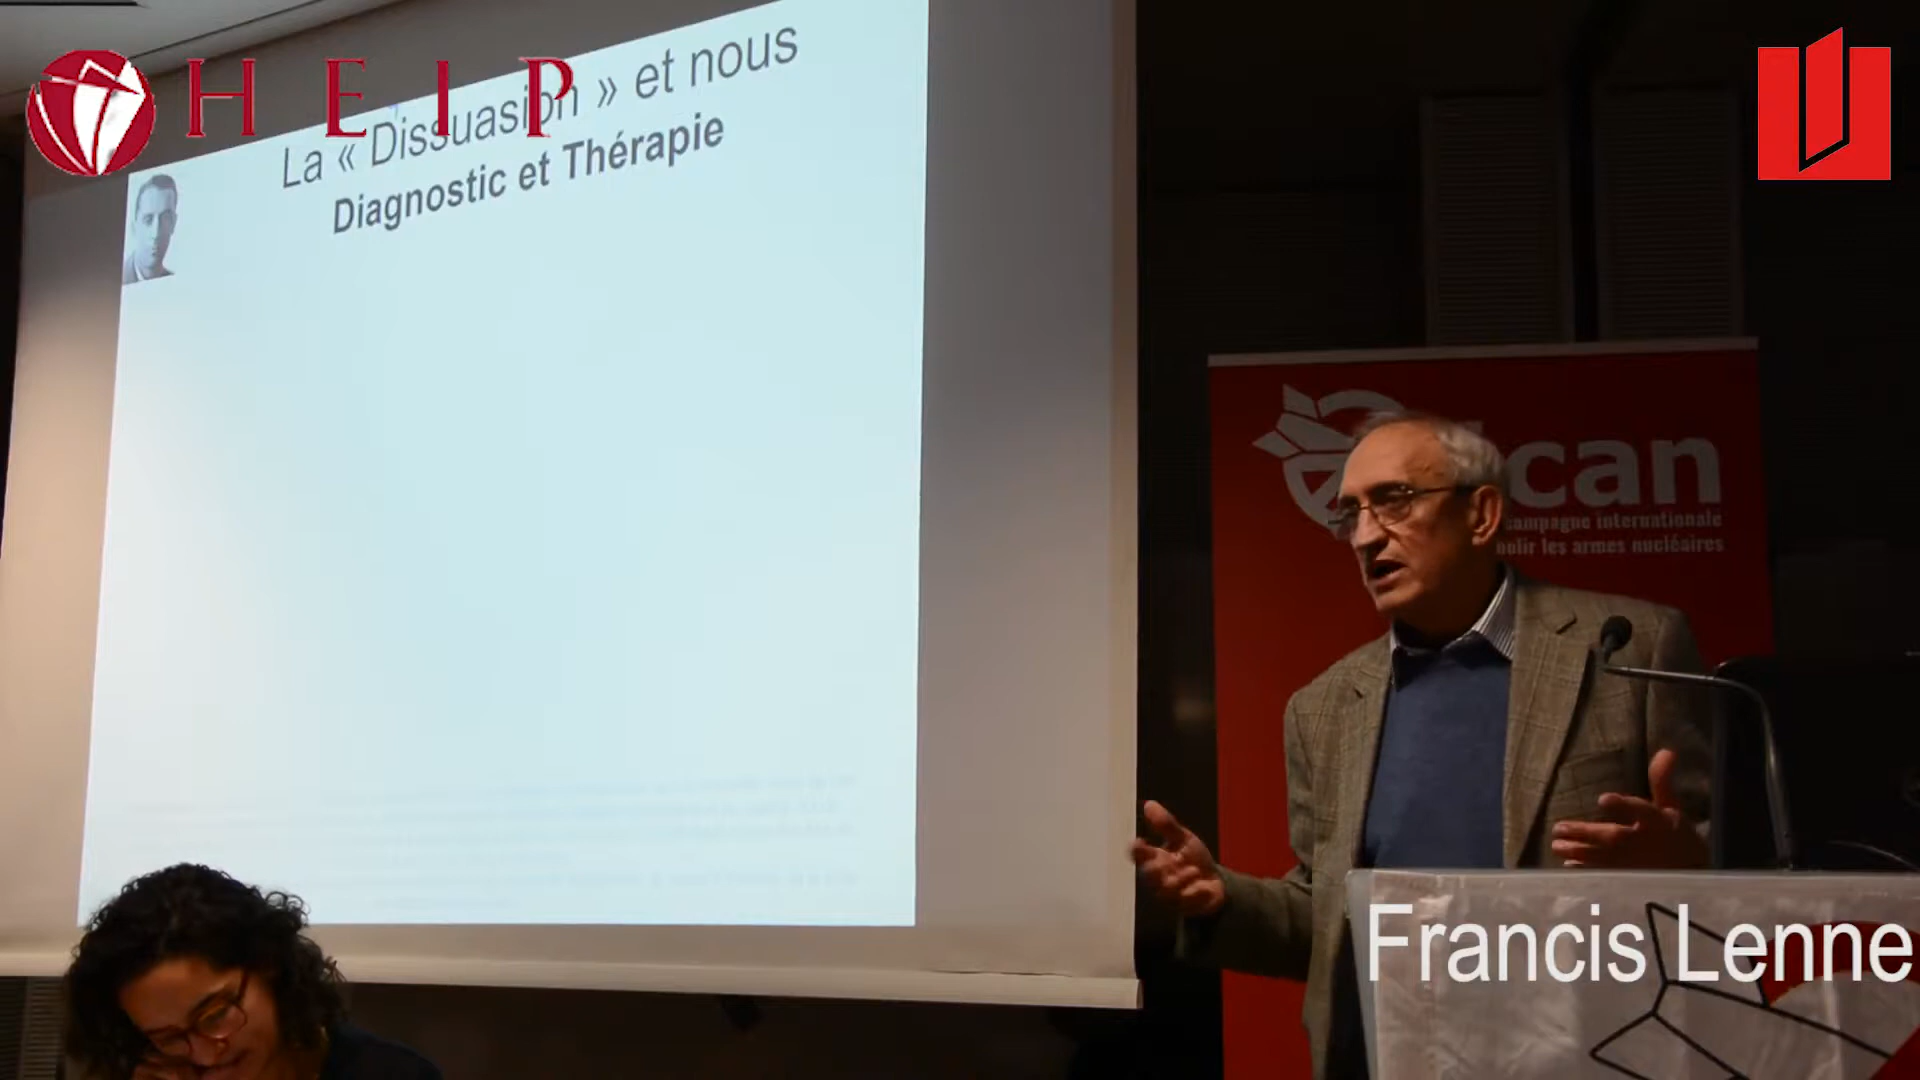 HEIP
La « Dissuasion » et nous
Diagnostic et Thérapie
ican
campagne internationale
abolir les armes nucléaires
Francis Lenne